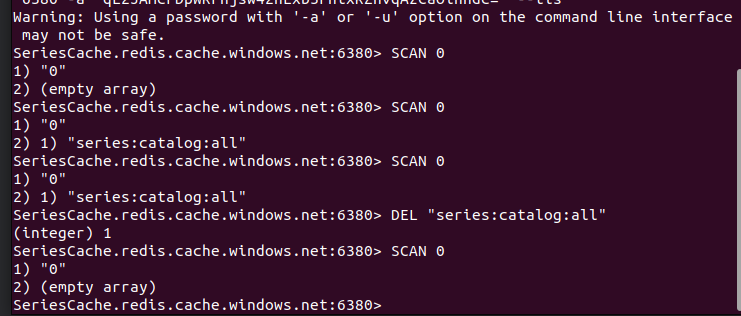 Warning: Using a password with '-a' or '-u' option on the command line interface
may not be safe.
SeriesCache.redis.cache.windows.net:6380> SCAN 0
1) "0"
2) (empty array)
SeriesCache.redis.cache.windows.net:6380> SCAN 0
1) "0"
2) 1) "series:catalog:all"
SeriesCache.redis.cache.windows.net:6380> SCAN 0
1) "0"
2) 1) "series:catalog:all"
SeriesCache.redis.cache.windows.net:6380> DEL "series:catalog:all"
(integer) 1
SeriesCache.redis.cache.windows.net:6380> SCAN 0
1) "0"
2) (empty array)
SeriesCache.redis.cache.windows.net:6380>